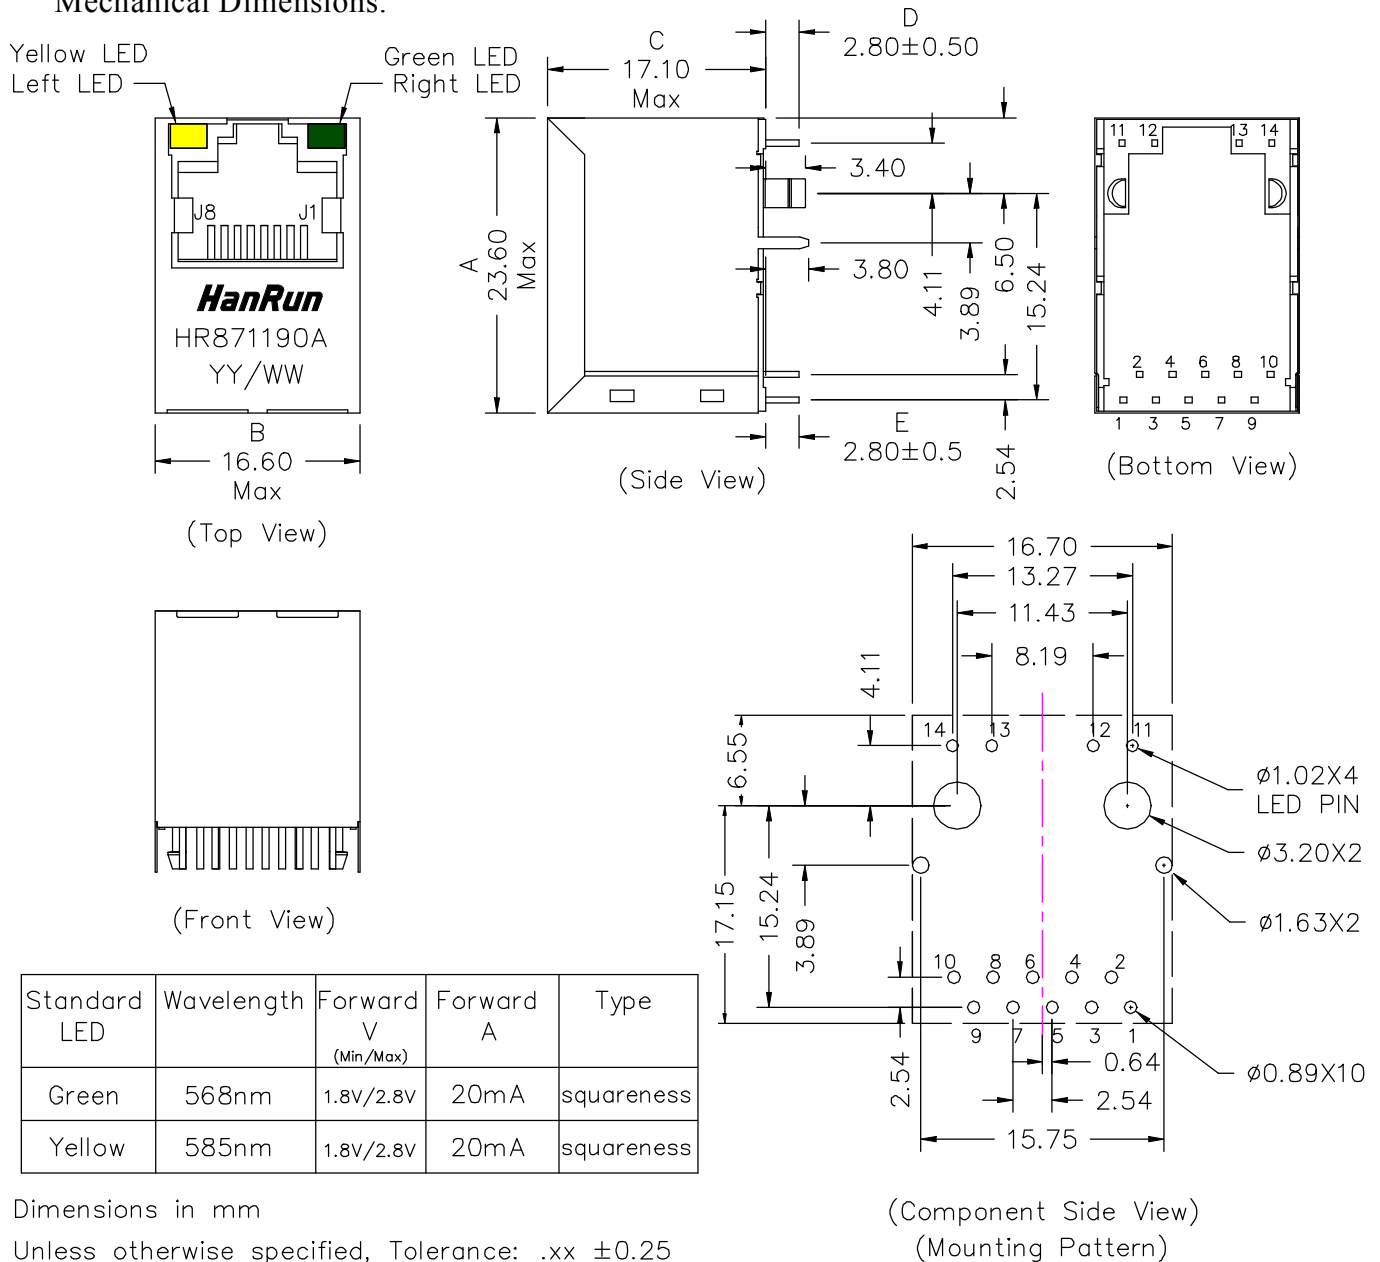 Mechanical Dimensions:
Yellow LED
Left LED
Green LED
Right LED
J8
J1
HanRun
HR871190A
YY/WW
B
16.60
Max
(Top View)
C
17.10
Max
D
2.80±0.50
A
23.60
Max
3.40
3.80
4.11
3.89
6.50
15.24
E
2.80±0.5
2.54
(Side View)
11
12
13
14
2
4
6
8
10
1
3
5
7
9
(Bottom View)
(Front View)
16.70
13.27
11.43
8.19
4.11
6.55
14
13
12
11
ø1.02X4
LED PIN
ø3.20X2
ø1.63X2
17.15
15.24
3.89
10
8
6
4
2
9
7
5
3
1
2.54
0.64
2.54
ø0.89X10
15.75
(Component Side View)
(Mounting Pattern)
Standard LED
Wavelength
Forward V (Min/Max)
Forward A
Type
Green
568nm
1.8V/2.8V
20mA
squareness
Yellow
585nm
1.8V/2.8V
20mA
squareness
Dimensions in mm
Unless otherwise specified, Tolerance: .xx ±0.25